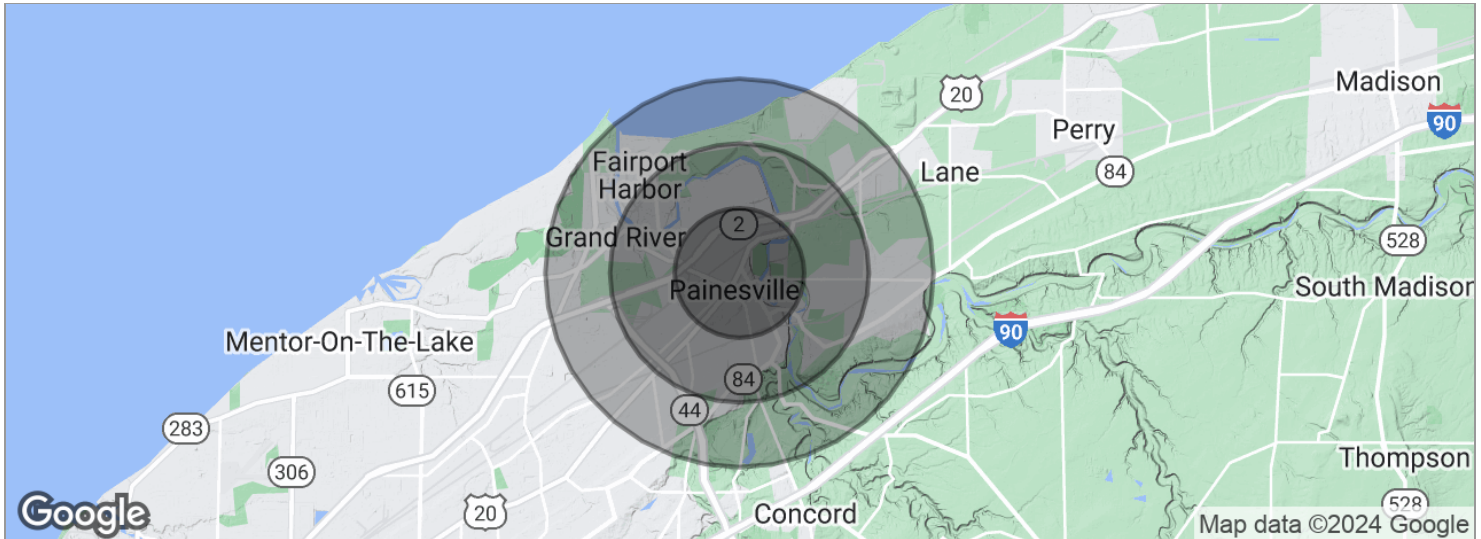 Madison
20
90
Perry
Fairport
Harbor
Lane
84
2
Grand River
528
Painesville
South Madison
90
Mentor-On-The-Lake
84
615
44
283
306
Thompson
Google
20
Concord
528
Map data ©2024 Google